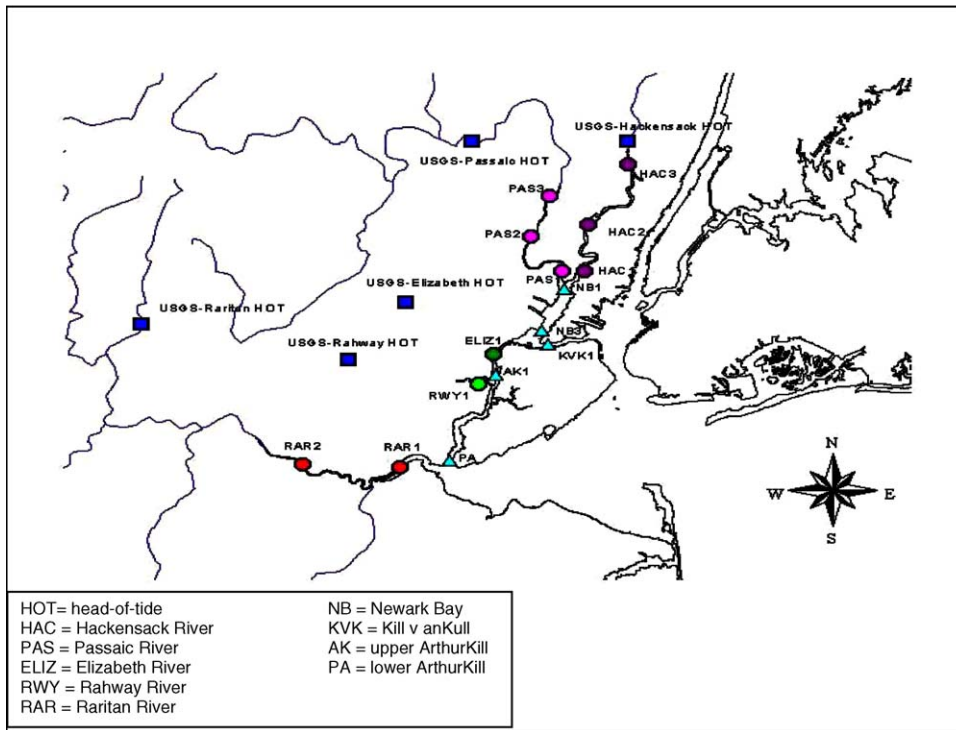 USGS-Hackensack HOT
USGS-Passaic HOT
HAC3
PAS3
HAC2
PAS2
HAC
PAS1
NB1
USGS-Elizabeth HOT
USGS-Raritan HOT
NB3
USGS-Rahway HOT
ELIZ1
KVK1
AK1
RWY1
RAR2
RAR1
PA
N
W
E
S
HOT= head-of-tide
HAC = Hackensack River
PAS = Passaic River
ELIZ = Elizabeth River
RWY = Rahway River
RAR = Raritan River
NB = Newark Bay
KVK = Kill v anKull
AK = upper ArthurKill
PA = lower ArthurKill